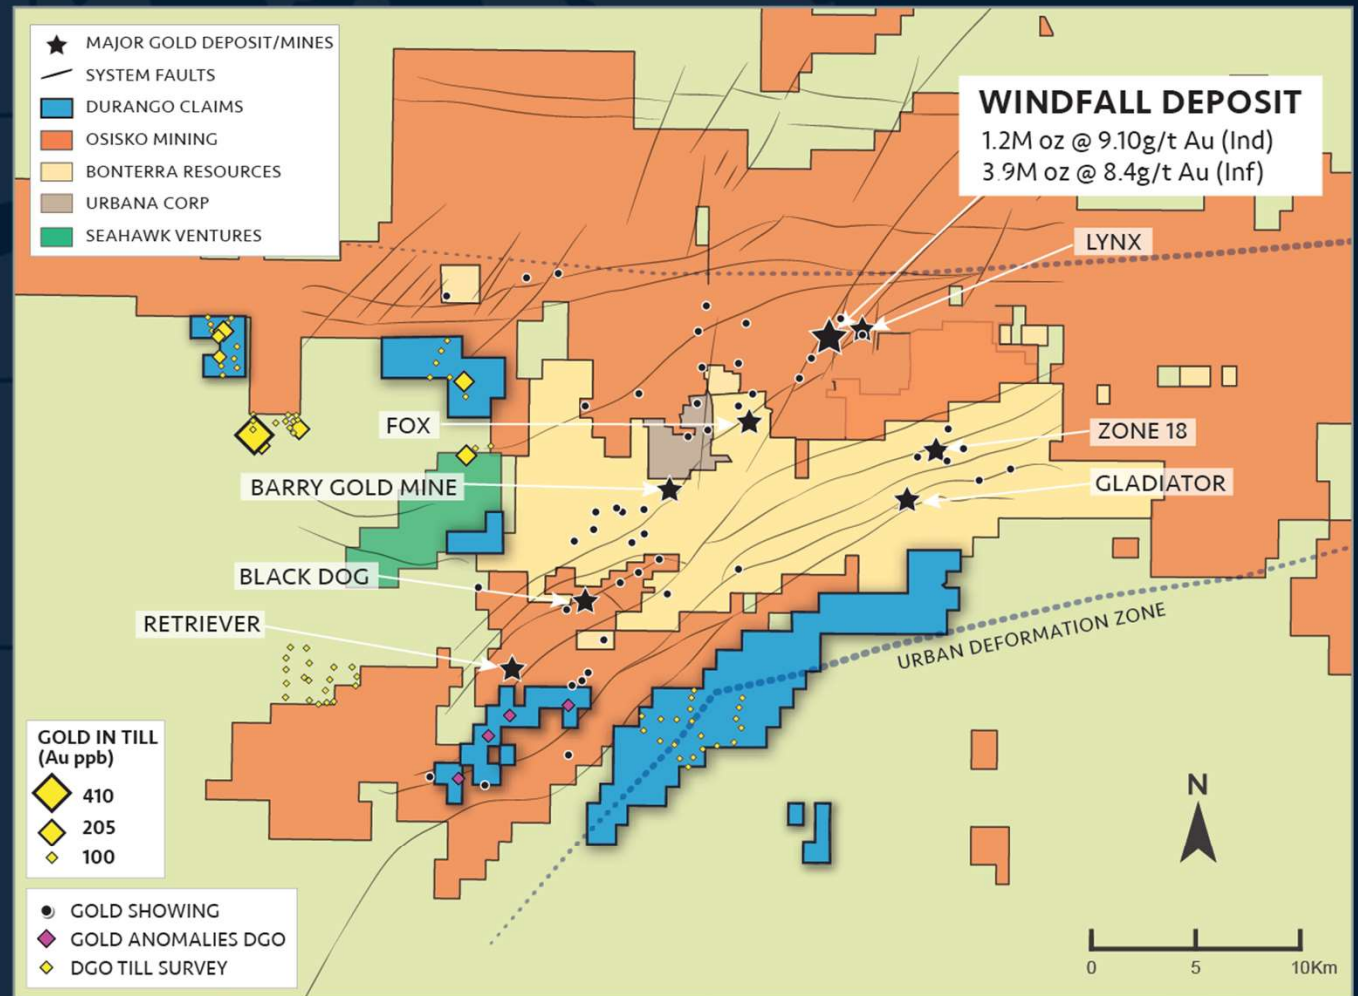 MAJOR GOLD DEPOSIT/MINES
SYSTEM FAULTS
DURANGO CLAIMS
OSISKO MINING
BONTERRA RESOURCES
URBANA CORP
SEAHAWK VENTURES
WINDFALL DEPOSIT
1.2M oz @ 9.10g/t Au (Ind)
3.9M oz @ 8.4g/t Au (Inf)
LYNX
FOX
ZONE 18
BARRY GOLD MINE
GLADIATOR
BLACK DOG
RETRIEVER
URBAN DEFORMATION ZONE
GOLD IN TILL
(Au ppb)
410
205
100
GOLD SHOWING
GOLD ANOMALIES DGO
DGO TILL SURVEY
N
0 5 10Km